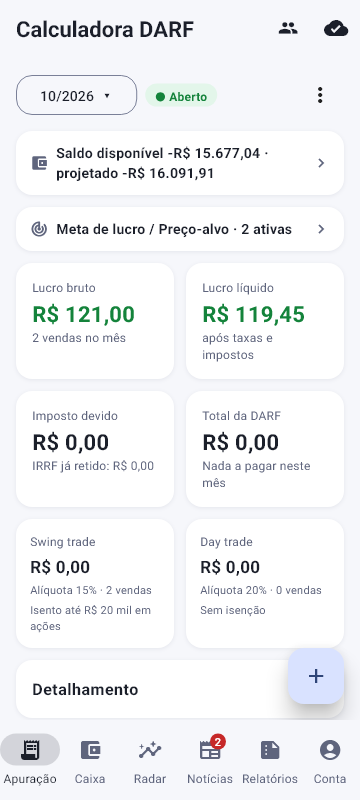 Calculadora DARF
10/2026
Aberto
Saldo disponível -R$ 15.677,04 ·
projetado -R$ 16.091,91
Meta de lucro / Preço-alvo · 2 ativas
Lucro bruto
R$ 121,00
2 vendas no mês
Lucro líquido
R$ 119,45
após taxas e
impostos
Imposto devido
R$ 0,00
IRRF já retido: R$ 0,00
Total da DARF
R$ 0,00
Nada a pagar neste
mês
Swing trade
R$ 0,00
Alíquota 15% · 2 vendas
Isento até R$ 20 mil em
ações
Day trade
R$ 0,00
Alíquota 20% · 0 vendas
Sem isenção
Detalhamento
+
2
Apuração
Caixa
Radar
Notícias
Relatórios
Conta